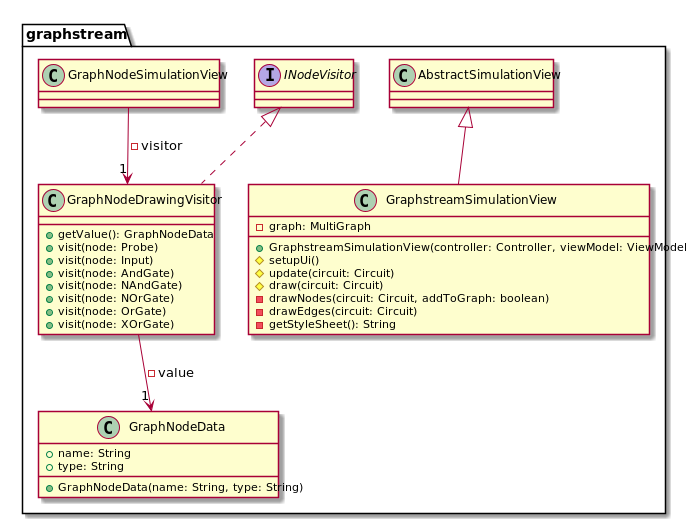 graphstream
C GraphNodeSimulationView
I INodeVisitor
C AbstractSimulationView
visitor
1
C GraphNodeDrawingVisitor
getValue(): GraphNodeData
visit(node: Probe)
visit(node: Input)
visit(node: AndGate)
visit(node: NAndGate)
visit(node: NOrGate)
visit(node: OrGate)
visit(node: XOrGate)
C GraphstreamSimulationView
graph: MultiGraph
GraphstreamSimulationView(controller: Controller, viewModel: ViewModel
setupUi()
update(circuit: Circuit)
draw(circuit: Circuit)
drawNodes(circuit: Circuit, addToGraph: boolean)
drawEdges(circuit: Circuit)
getStyleSheet(): String
value
1
C GraphNodeData
name: String
type: String
GraphNodeData(name: String, type: String)